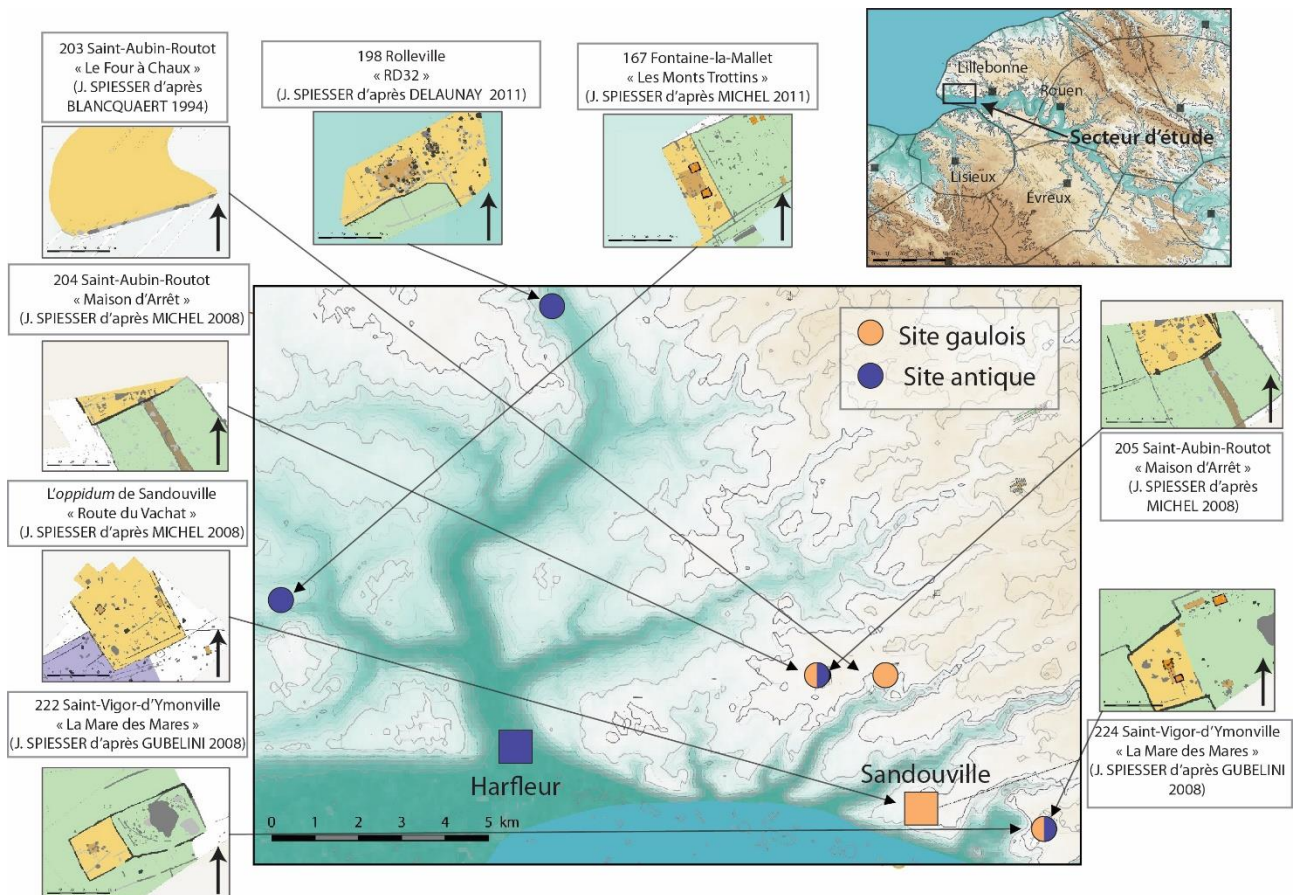 203 Saint-Aubin-Routot
« Le Four à Chaux »
(J. SPIESSER d'après
BLANCQUAERT 1994)
198 Rolleville
« RD32 »
(J. SPIESSER d'après DELAUNAY 2011)
167 Fontaine-la-Mallet
« Les Monts Trottins »
(J. SPIESSER d'après MICHEL 2011)
Lillebonne
Rouen
Secteur d'étude
Lisieux
Évreux
204 Saint-Aubin-Routot
« Maison d'Arrêt »
(J. SPIESSER d'après MICHEL 2008)
Site gaulois
Site antique
205 Saint-Aubin-Routot
« Maison d'Arrêt »
(J. SPIESSER d'après
MICHEL 2008)
L'oppidum de Sandouville
« Route du Vachat »
(J. SPIESSER d'après MICHEL 2008)
222 Saint-Vigor-d'Ymonville
« La Mare des Mares »
(J. SPIESSER d'après GUBELINI 2008)
224 Saint-Vigor-d'Ymonville
« La Mare des Mares »
(J. SPIESSER d'après GUBELINI
2008)
Harfleur
Sandouville
0 1 2 3 4 5 km